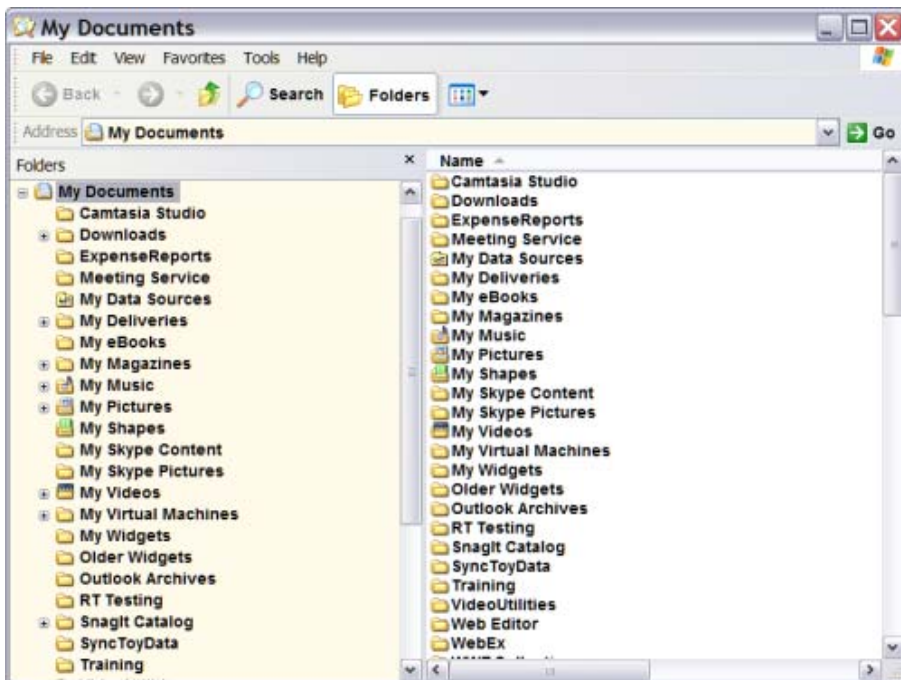 My Documents
File Edit View Favorites Tools Help
Back Search Folders
Address My Documents Go
Folders
My Documents
Camtasia Studio
Downloads
ExpenseReports
Meeting Service
My Data Sources
My Deliveries
My eBooks
My Magazines
My Music
My Pictures
My Shapes
My Skype Content
My Skype Pictures
My Videos
My Virtual Machines
My Widgets
Older Widgets
Outlook Archives
RT Testing
SnagIt Catalog
SyncToyData
Training
Name
Camtasia Studio
Downloads
ExpenseReports
Meeting Service
My Data Sources
My Deliveries
My eBooks
My Magazines
My Music
My Pictures
My Shapes
My Skype Content
My Skype Pictures
My Videos
My Virtual Machines
My Widgets
Older Widgets
Outlook Archives
RT Testing
SnagIt Catalog
SyncToyData
Training
VideoUtilities
Web Editor
WebEx